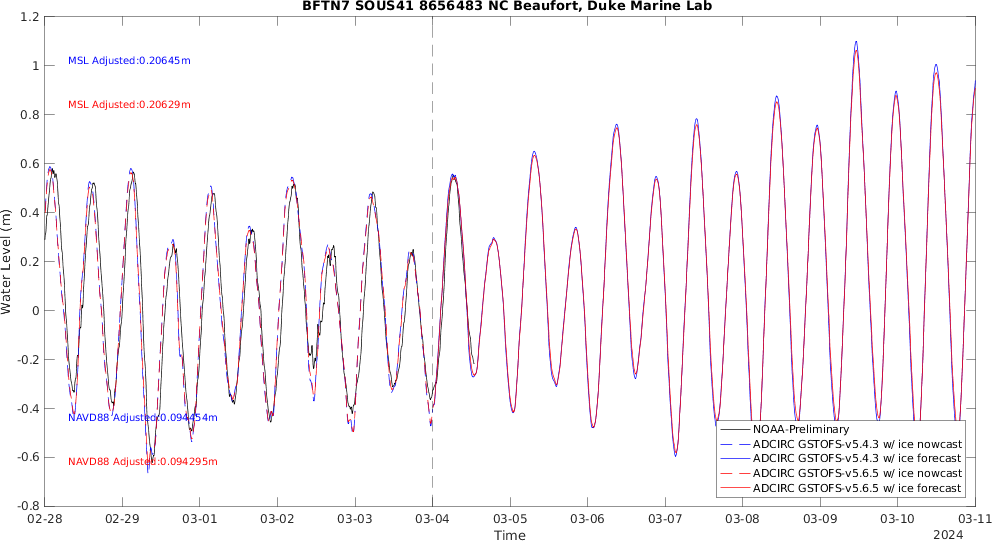 BFTN7 SOUS41 8656483 NC Beaufort, Duke Marine Lab
1.2
1
0.8
0.6
0.4
0.2
0
-0.2
-0.4
-0.6
-0.8
Water Level (m)
MSL Adjusted:0.20645m
MSL Adjusted:0.20629m
NAVD88 Adjusted:0.094454m
NAVD88 Adjusted:0.094295m
NOAA-Preliminary
ADCIRC GSTOFS-v5.4.3 w/ ice nowcast
ADCIRC GSTOFS-v5.4.3 w/ ice forecast
ADCIRC GSTOFS-v5.6.5 w/ ice nowcast
ADCIRC GSTOFS-v5.6.5 w/ ice forecast
02-28 02-29 03-01 03-02 03-03 03-04 03-05 03-06 03-07 03-08 03-09 03-10 03-11
Time
2024